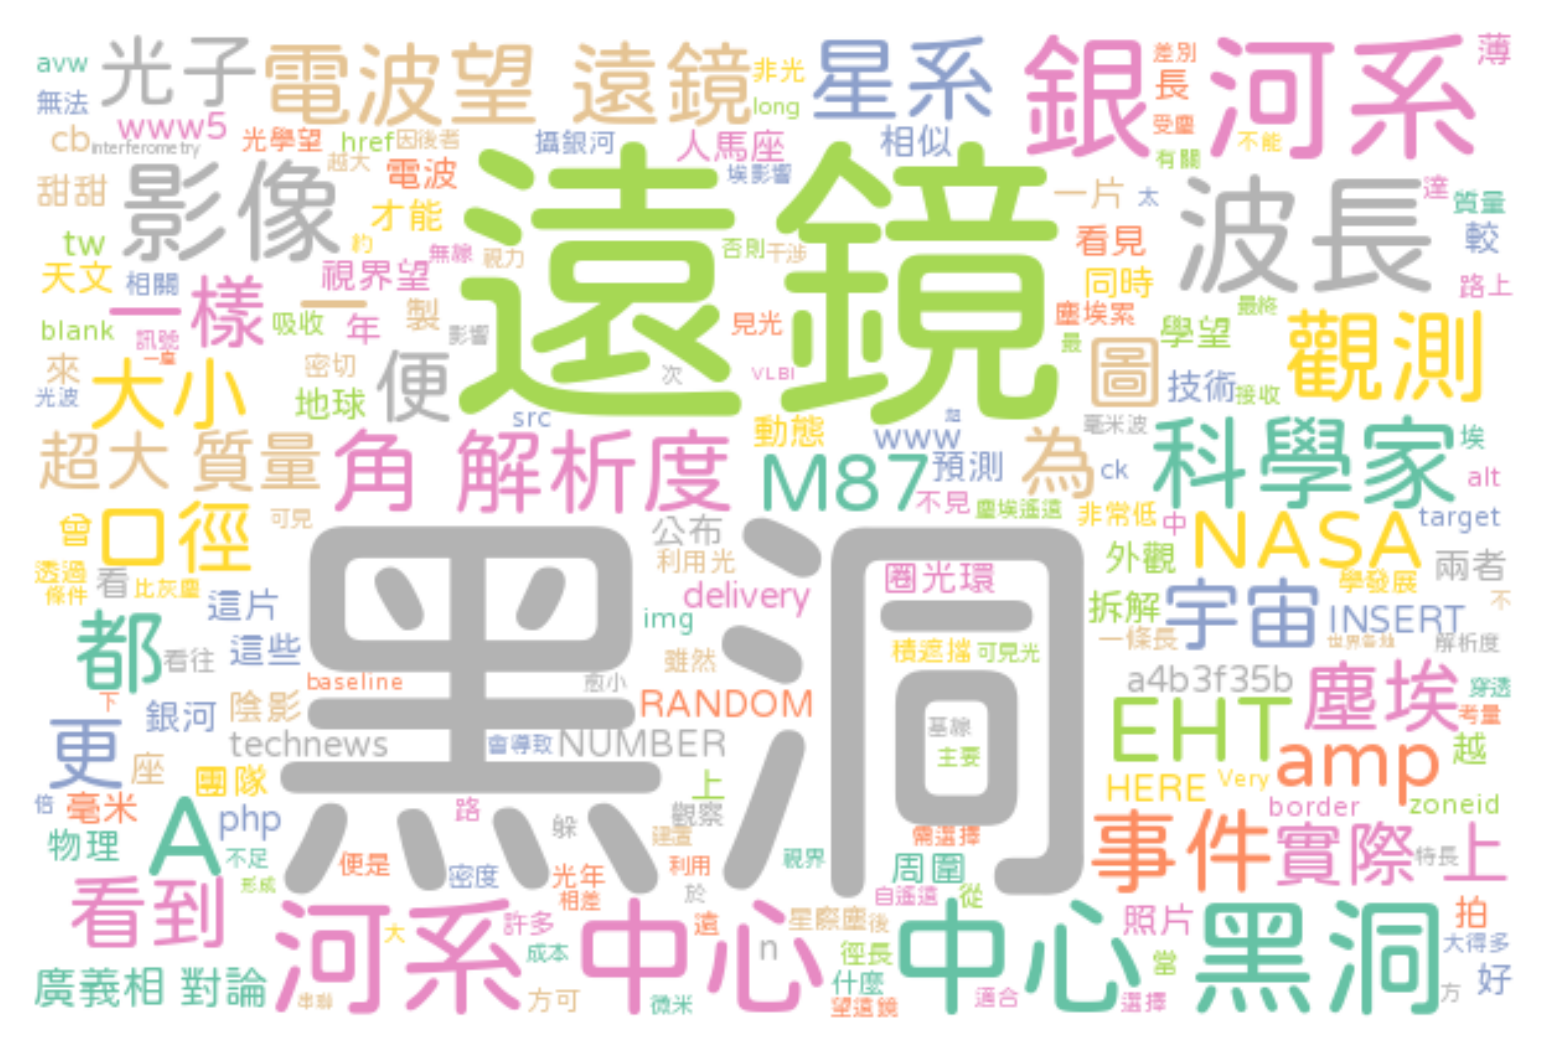 avw 光子 電波望 遠鏡 非光 星系 銀河系 差別 薄
無法 long 長
cb www5 光學望 href 因後者 攝銀河 人馬座 相似 受塵 不能
interferometry 越大 電波 埃影響 有關
甜甜 影像 才能 遠鏡 一片 太 波長 達 質量
tw 約 無線 視力 否則 干涉 看見 較
天文 相關 一樣 視界望 同時 路上
blank 訊號 吸收 一 年 製 影響 見光 塵埃累 最 學望 最終 觀測
來 一座 密切 便 次 VLBI 圖 技術 接收
光波 大小 地球 src 動態 www 超 毫米波
超大 質量 角 解析度 M87 預測 為 ck 科學家 埃
alt
曾 口徑 可見 公布 不見 塵埃遙遠 非常低 中 NASA target
透過 看 比灰塵 利用光 圈光環 外觀 學發展 兩者
條件 這片 img delivery 拆解 宇宙 INSERT 不
都 看往 這些 雖然 積遮擋 可見光 一條長 解析度
baseline 愈小 a4b3f35b 塵埃 穿透
下 銀河 陰影 黑洞 RANDOM 基線 EHT 考量
更 座 technews 會導致 NUMBER 主要 amp 越
團隊 上 HERE Very
倍 毫米 php 路 躲 觀察 border zoneid
物理 A 不足 建置 需選擇 事件 實際上
形成 便是 密度 光年 利用 視界 周圍 特長
看到 相差 於 自遙遠 從
河系 大 許多 中心 遠 星際塵 後 中心 照片 黑洞 拍
成本 n 徑長 當 大得多
廣義相 對論 串聯 方可 微米 什麼 適合 選擇 方 好
望遠鏡